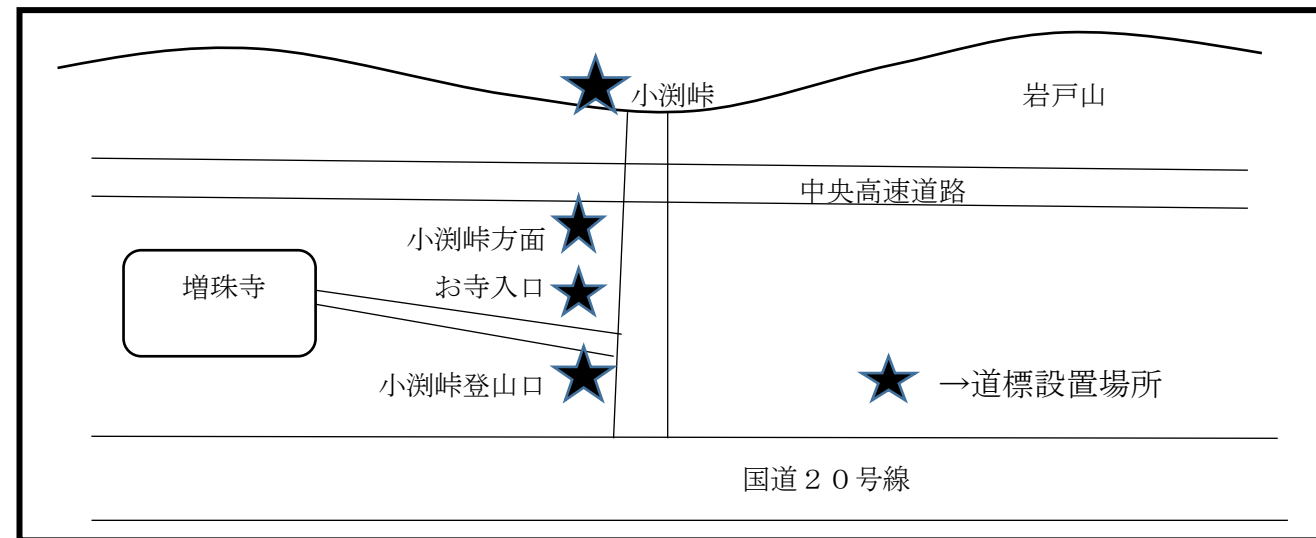 小渕峠
岩戸山
中央高速道路
小渕峠方面
お寺入口
増珠寺
小渕峠登山口
→道標設置場所
国道２０号線